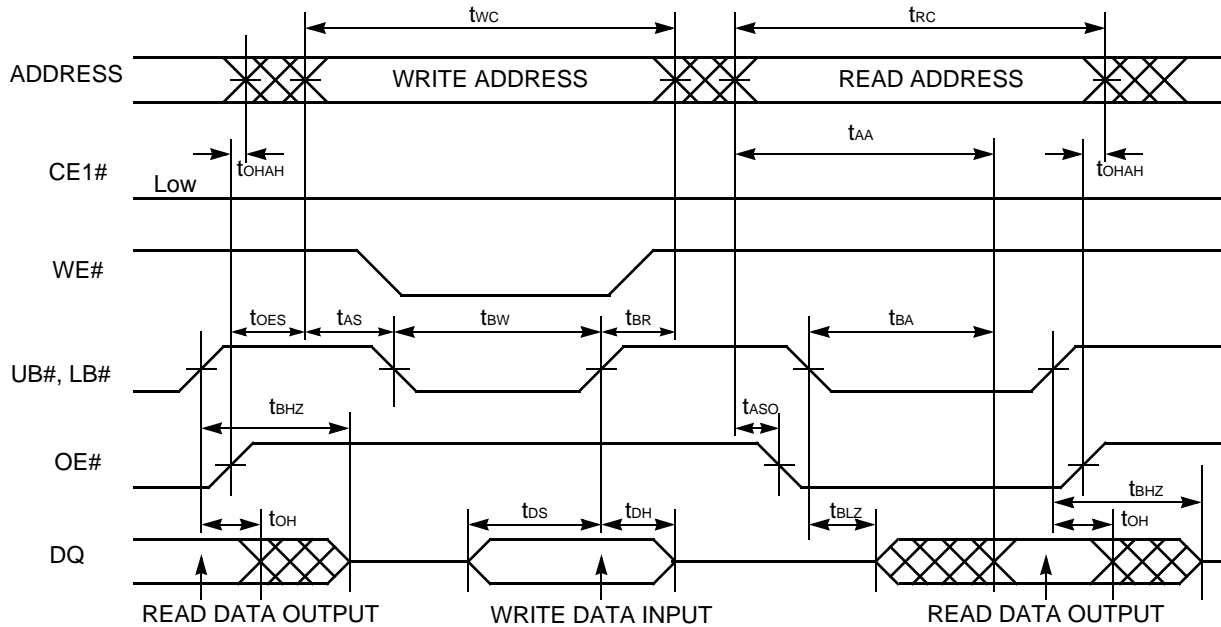 tWC
tRC
ADDRESS
WRITE ADDRESS
READ ADDRESS
tAA
tOHAH
tOHAH
CE1#
Low
WE#
tOES
tAS
tBW
tBR
tBA
UB#, LB#
tBHZ
tASO
OE#
tBHZ
tOH
tDS
tDH
tBLZ
tOH
DQ
READ DATA OUTPUT
WRITE DATA INPUT
READ DATA OUTPUT